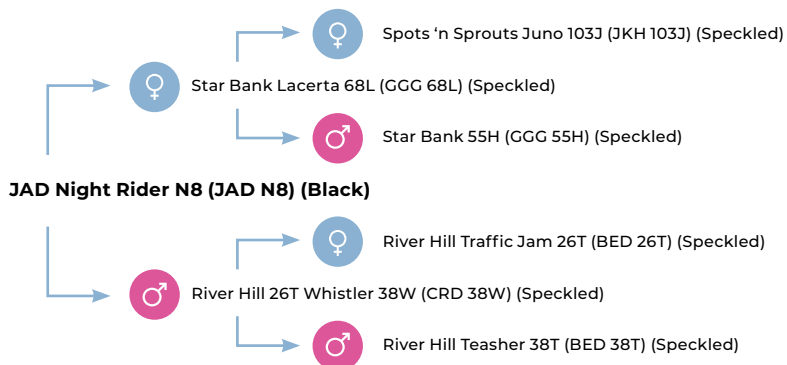 Spots ‘n Sprouts Juno 103J (JKH 103J) (Speckled)
Star Bank Lacerta 68L (GGG 68L) (Speckled)
Star Bank 55H (GGG 55H) (Speckled)
JAD Night Rider N8 (JAD N8) (Black)
River Hill Traffic Jam 26T (BED 26T) (Speckled)
River Hill 26T Whistler 38W (CRD 38W) (Speckled)
River Hill Teasher 38T (BED 38T) (Speckled)